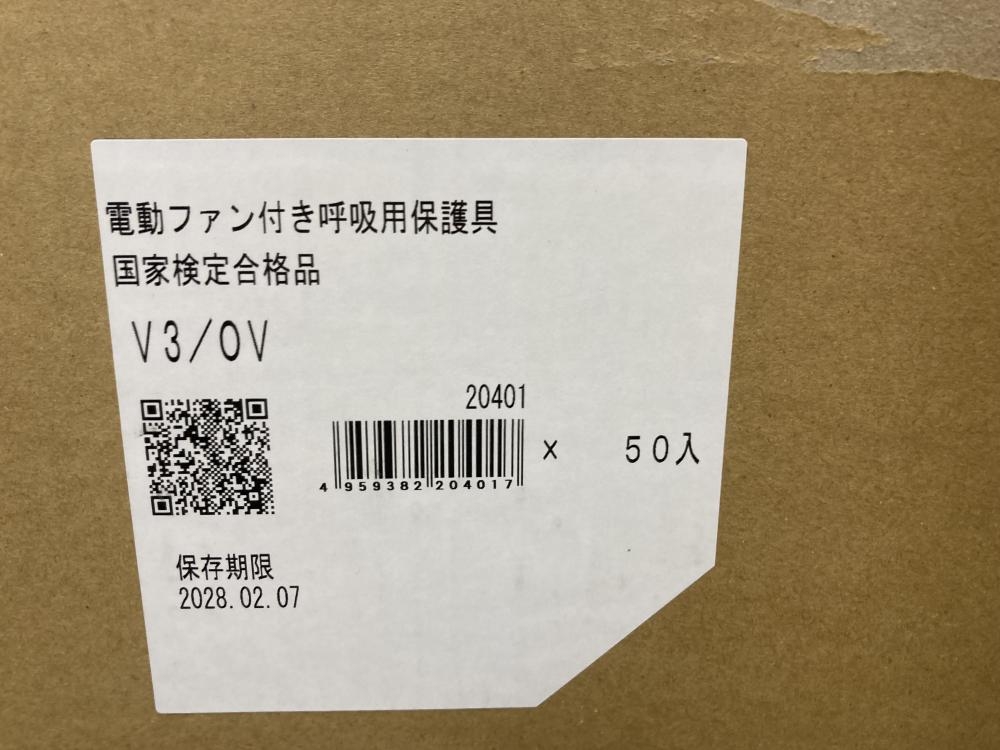 電動ファン付き呼吸用保護具
国家検定合格品
V3/OV
20401
× 50入
4 959382 204017
保存期限
2028.02.07